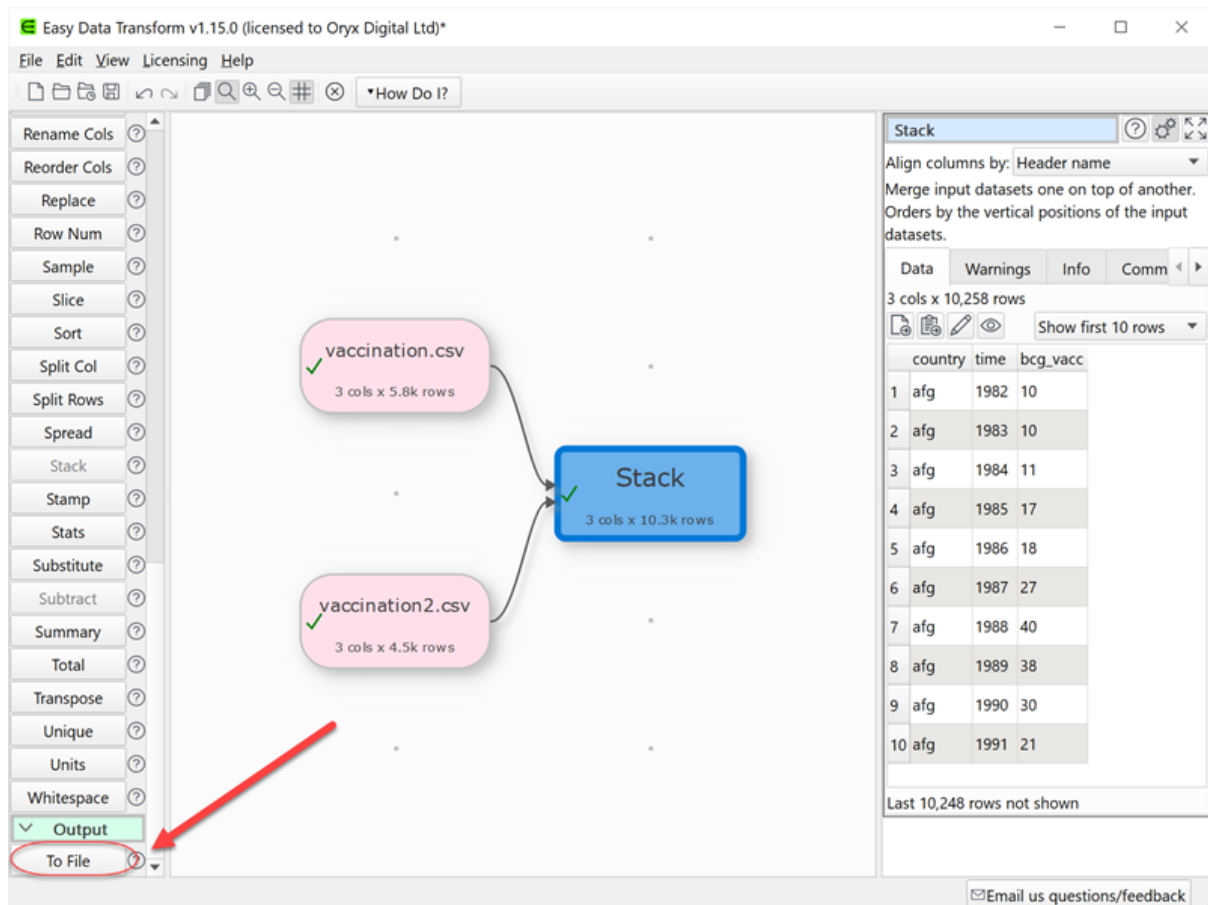 Easy Data Transform v1.15.0 (licensed to Oryx Digital Ltd)*
File Edit View Licensing Help
How Do I?
Rename Cols
Reorder Cols
Replace
Row Num
Sample
Slice
Sort
Split Col
Split Rows
Spread
Stack
Stamp
Stats
Substitute
Subtract
Summary
Total
Transpose
Unique
Units
Whitespace
Output
To File
vaccination.csv
3 cols x 5.8k rows
vaccination2.csv
3 cols x 4.5k rows
Stack
3 cols x 10.3k rows
Stack
Align columns by: Header name
Merge input datasets one on top of another.
Orders by the vertical positions of the input
datasets.
Data Warnings Info Comm
3 cols x 10,258 rows
Show first 10 rows
country time bcg_vacc
1 afg 1982 10
2 afg 1983 10
3 afg 1984 11
4 afg 1985 17
5 afg 1986 18
6 afg 1987 27
7 afg 1988 40
8 afg 1989 38
9 afg 1990 30
10 afg 1991 21
Last 10,248 rows not shown
Email us questions/feedback